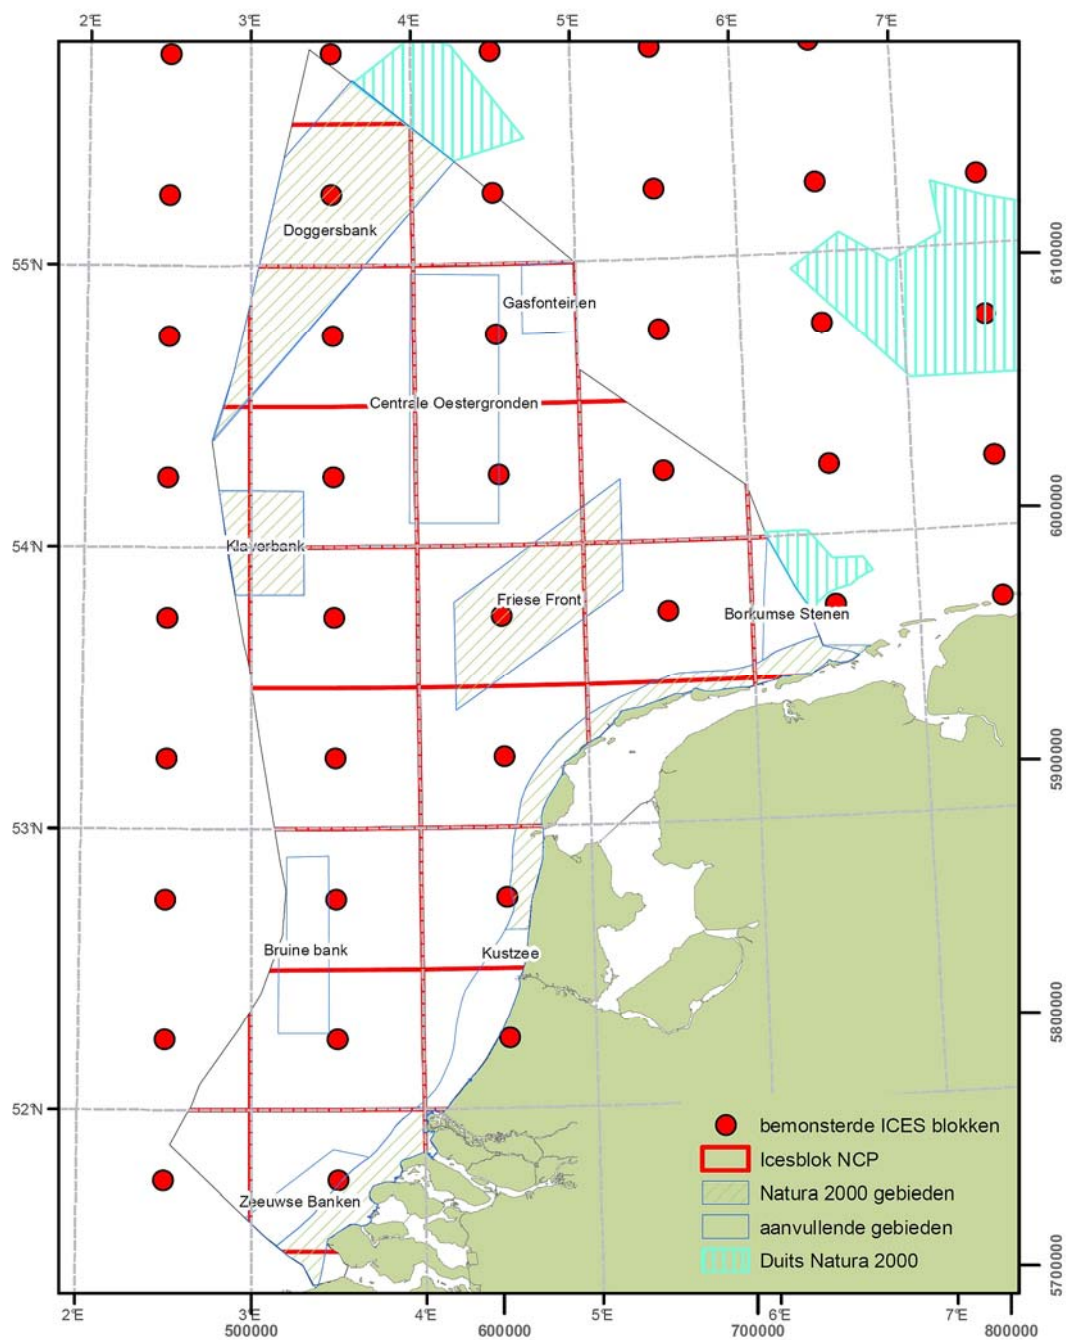 2°E 3°E 4°E 5°E 6°E 7°E
Doggersbank
55°N
6100000
Gasfonteinen
Centrale Oestergronden
6000000
54°N
Klaverbank
Friese Front
Borkumse Stenen
5900000
53°N
Bruine bank
Kustzee
5800000
52°N
bemonsterde ICES blokken
Icesblok NCP
Zeeuwse Banken
Natura 2000 gebieden
aanvullende gebieden
Duits Natura 2000
5700000
2°E 3°E 4°E 5°E 6°E 7°E
500000 600000 700000 800000